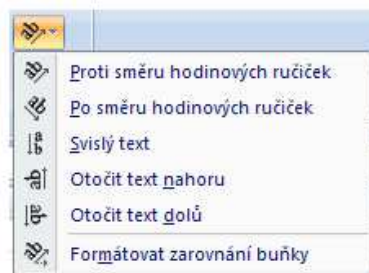 Proti směru hodinových ručiček
Po směru hodinových ručiček
Svislý text
Otočit text nahoru
Otočit text dolů
Formátovat zarovnání buňky